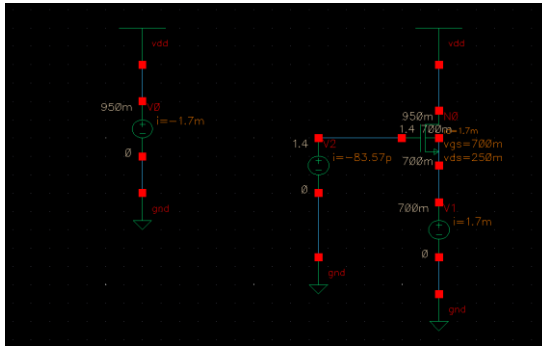 vdd
vdd
950m
V0
i=-1.7m
0
gnd
950m
N0
1.4
700m
=1.7m
vgs=700m
vds=250m
700m
1.4
V2
i=-83.57p
0
gnd
700m
V1
i=1.7m
0
gnd